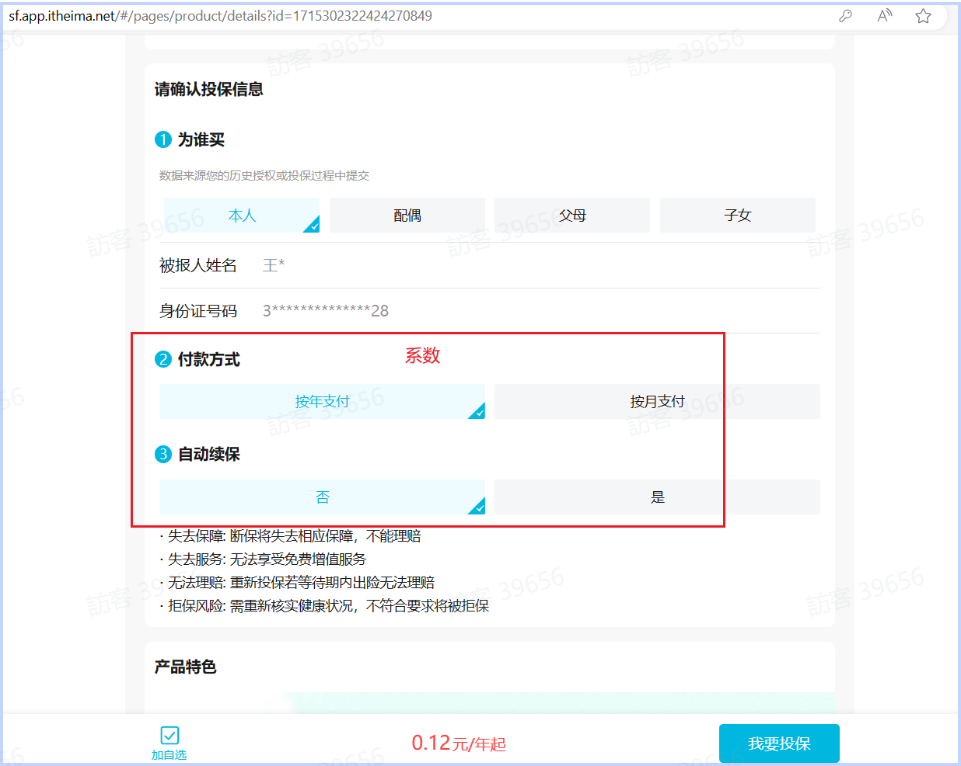 sf.app.itheima.net/#/pages/product/details?id=1715302322424270849
请确认投保信息
1 为谁买
数据来源您的历史授权或投保过程中提交
本人 配偶 父母 子女
被报人姓名 王*
身份证号码 3**************28
2 付款方式 系数
按年支付 按月支付
3 自动续保
否 是
· 失去保障: 断保将失去相应保障，不能理赔
· 失去服务: 无法享受免费增值服务
· 无法理赔: 重新投保若等待期内出险无法理赔
· 拒保风险: 需重新核实健康状况，不符合要求将被拒保
产品特色
加自选 0.12元/年起 我要投保
訪客 39656